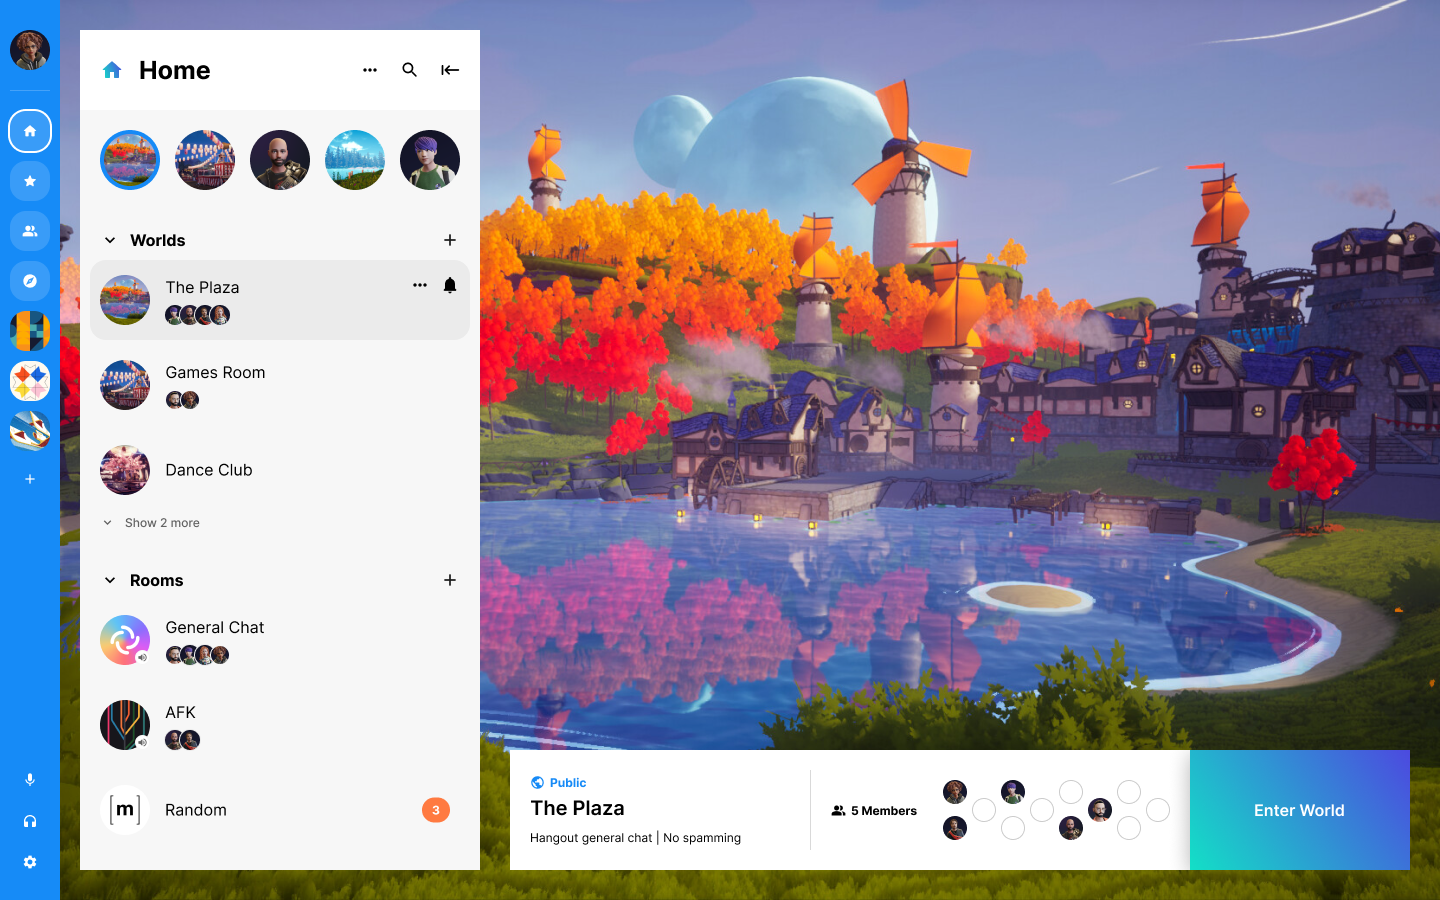 Home
Worlds
The Plaza
Games Room
Dance Club
Show 2 more
Rooms
General Chat
AFK
[m]
Random
3
Public
The Plaza
Hangout general chat | No spamming
5 Members
Enter World